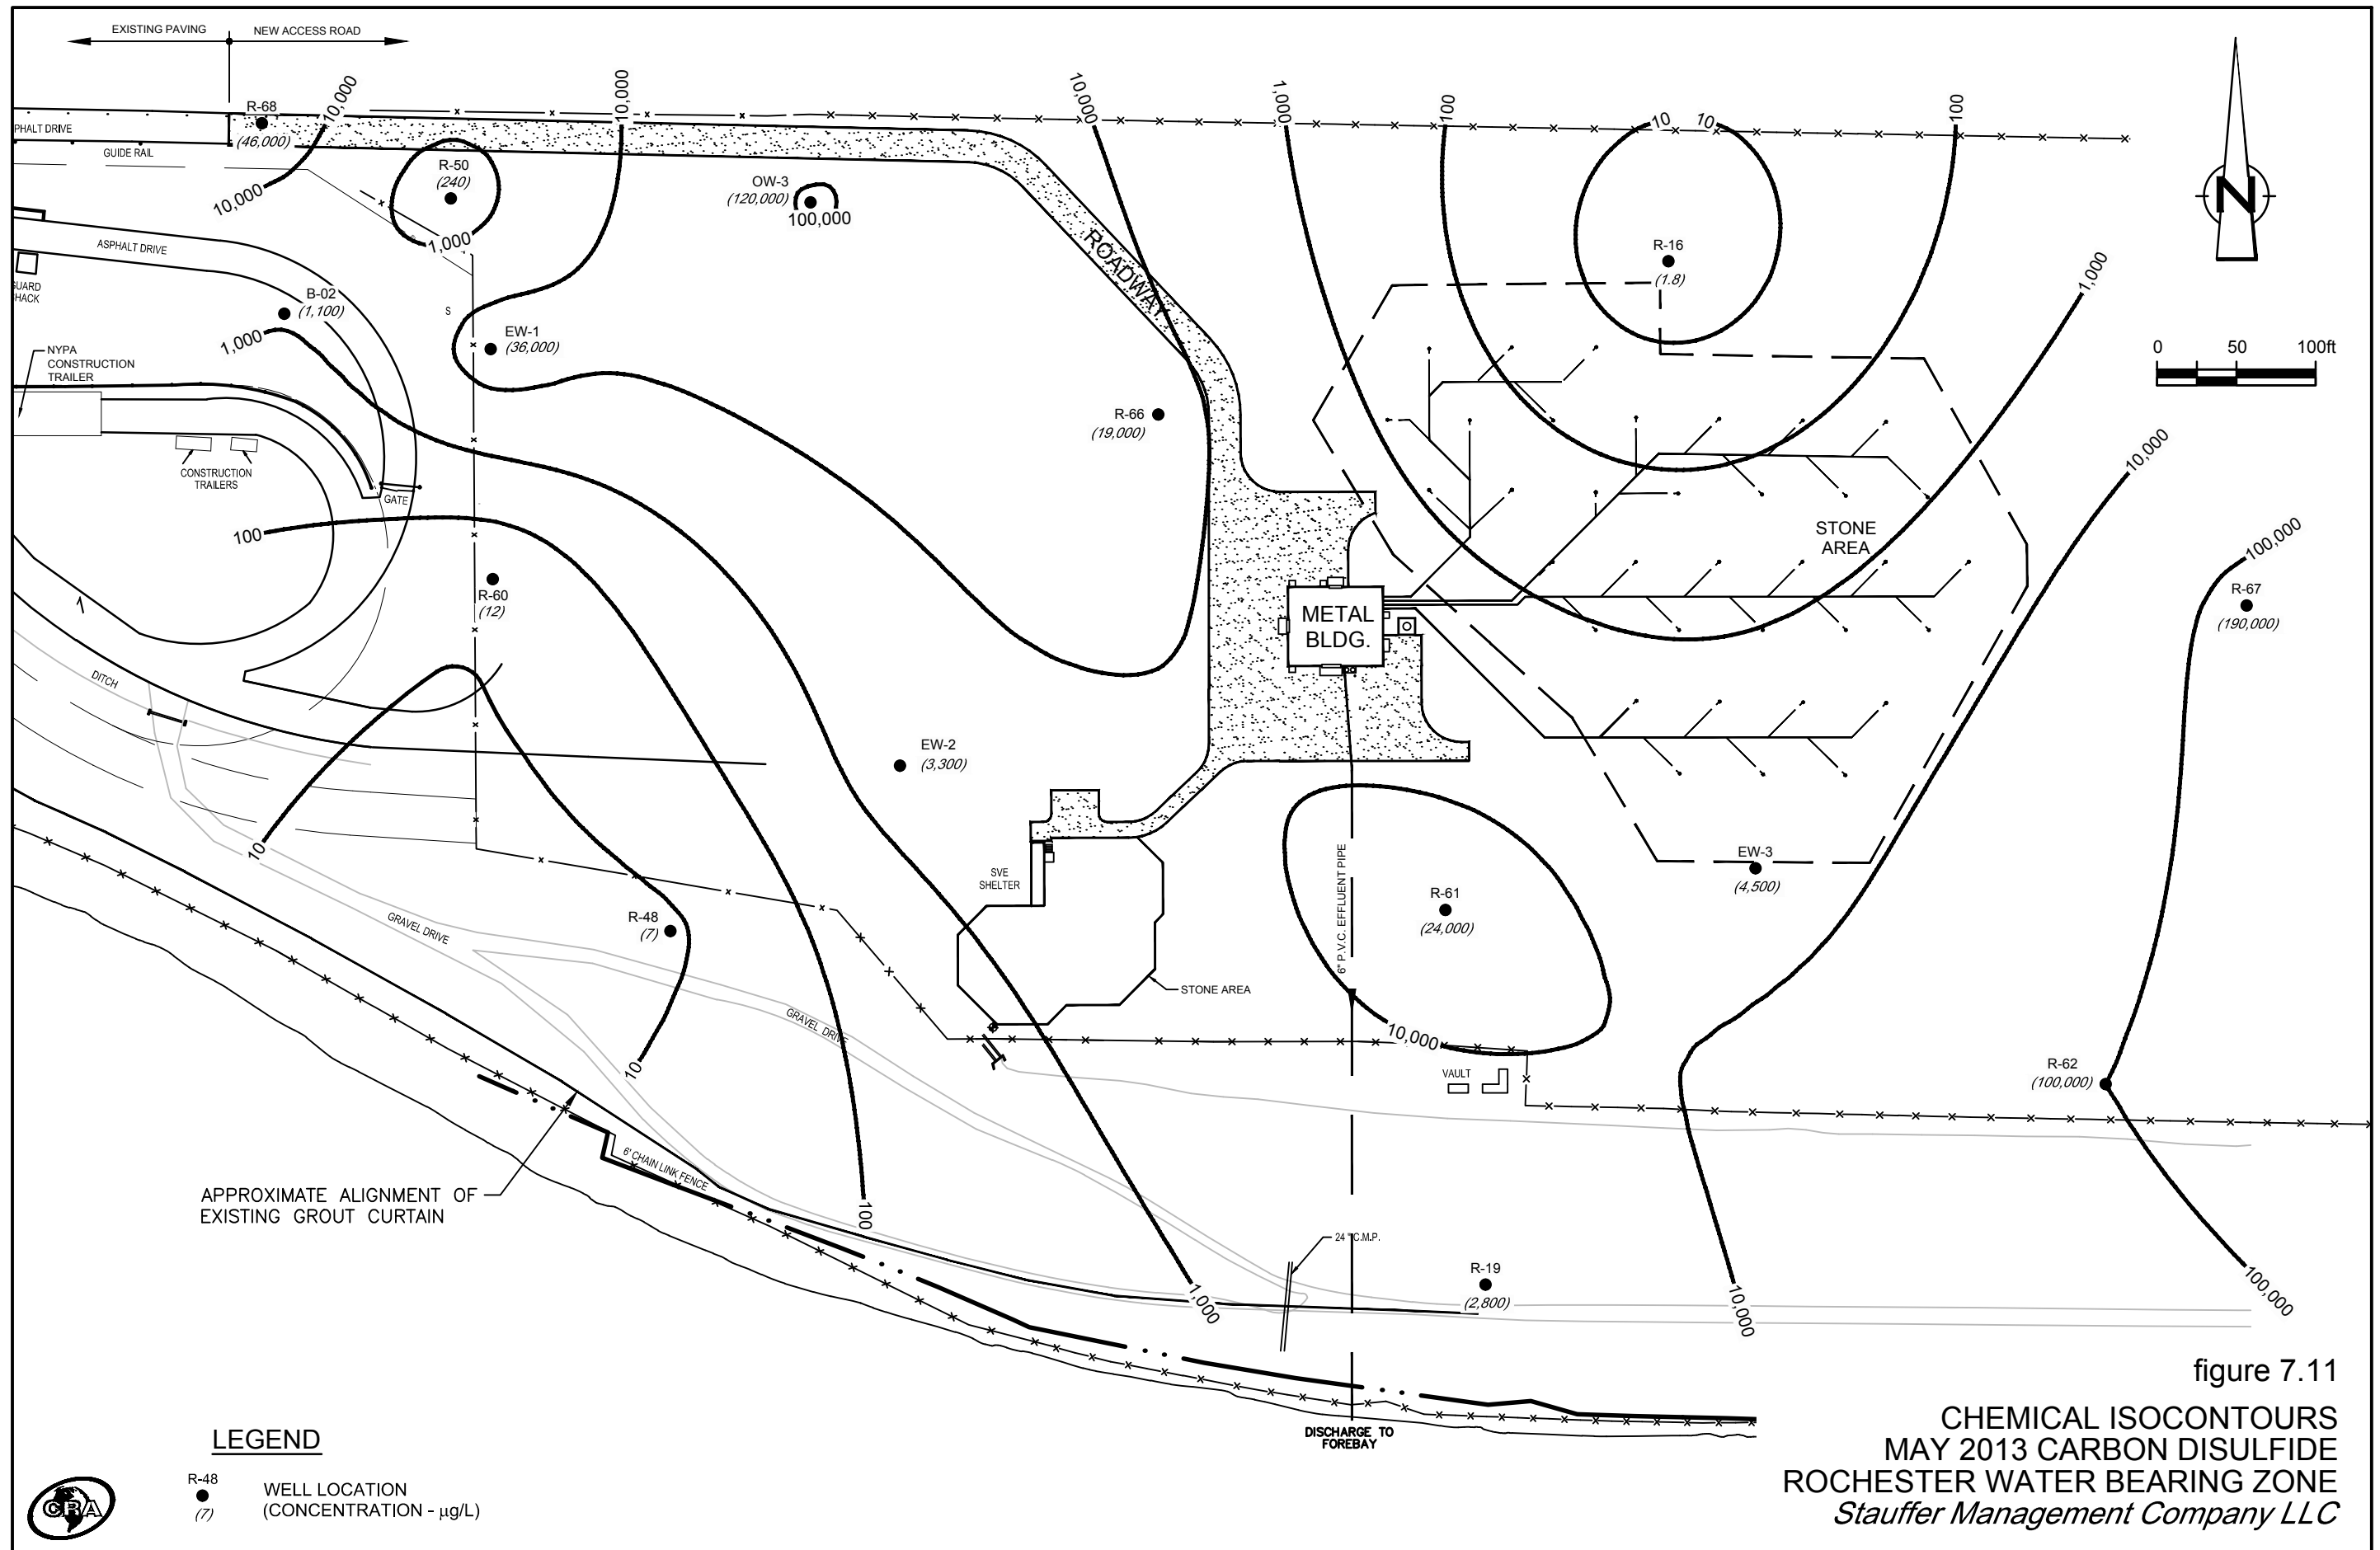 EXISTING PAVING
NEW ACCESS ROAD
R-68
(46,000)
10,000
10,000
10,000
10,000
1,000
100
10
10
100
PHALT DRIVE
GUIDE RAIL
R-50
(240)
1,000
OW-3
(120,000)
100,000
10,000
ASPHALT DRIVE
ROADWAY
R-16
(1.8)
N
1,000
UARD
HACK
B-02
(1,100)
S
EW-1
(36,000)
1,000
NYPA
CONSTRUCTION
TRAILER
0 50 100ft
R-66
(19,000)
10,000
CONSTRUCTION
TRAILERS
GATE
100
STONE
AREA
100,000
R-60
(12)
R-67
(190,000)
METAL
BLDG.
DITCH
EW-2
(3,300)
10
6" P.V.C. EFFLUENT PIPE
EW-3
(4,500)
SVE
SHELTER
R-61
(24,000)
R-48
(7)
GRAVEL DRIVE
STONE AREA
GRAVEL DRIVE
10,000
10
VAULT
R-62
(100,000)
6' CHAIN LINK FENCE
APPROXIMATE ALIGNMENT OF
EXISTING GROUT CURTAIN
100
24 "C.M.P.
R-19
(2,800)
1,000
10,000
100,000
figure 7.11
CHEMICAL ISOCONTOURS
MAY 2013 CARBON DISULFIDE
ROCHESTER WATER BEARING ZONE
Stauffer Management Company LLC
DISCHARGE TO
FOREBAY
LEGEND
R-48
(7)
WELL LOCATION
(CONCENTRATION - μg/L)
CRA